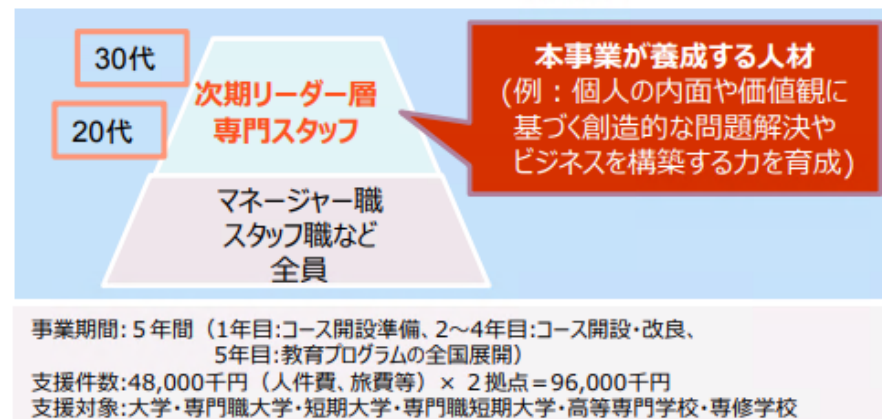 30代
20代
次期リーダー層
専門スタッフ
マネージャー職
スタッフ職など
全員
本事業が養成する人材
(例：個人の内面や価値観に
基づく創造的な問題解決や
ビジネスを構築する力を育成)
事業期間:５年間（1年目:コース開設準備、2～4年目:コース開設・改良、
5年目:教育プログラムの全国展開）
支援件数:48,000千円（人件費、旅費等）× ２拠点＝96,000千円
支援対象:大学・専門職大学・短期大学・専門職短期大学・高等専門学校・専修学校